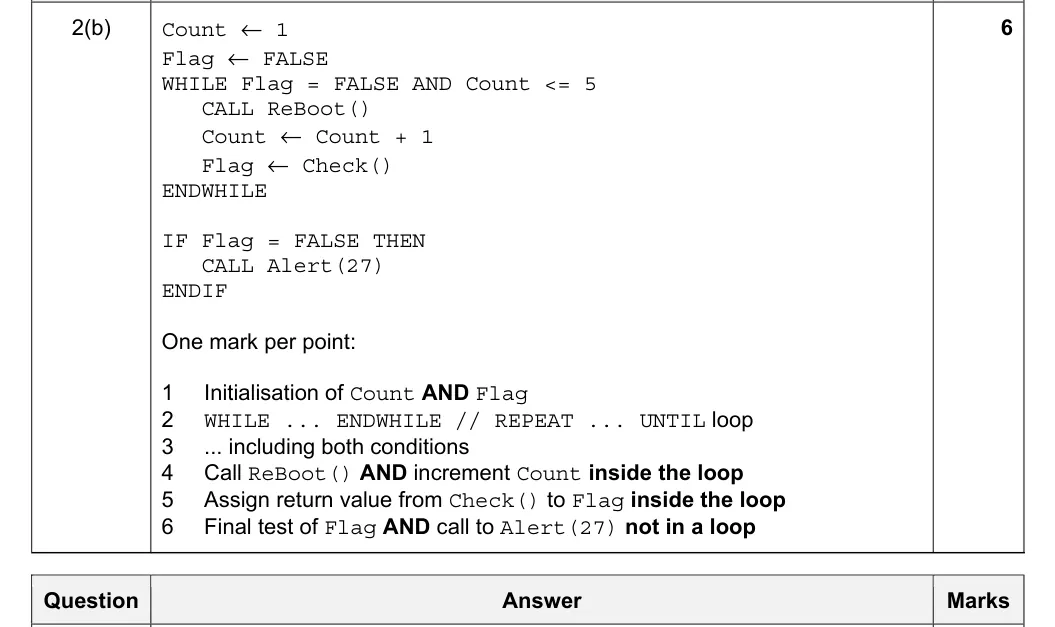 2(b)
Count ← 1
6
Flag ← FALSE
WHILE Flag = FALSE AND Count <= 5
CALL ReBoot()
Count ← Count + 1
Flag ← Check()
ENDWHILE
IF Flag = FALSE THEN
CALL Alert(27)
ENDIF
One mark per point:
1 Initialisation of Count AND Flag
2 WHILE ... ENDWHILE // REPEAT ... UNTIL loop
3 ... including both conditions
4 Call ReBoot() AND increment Count inside the loop
5 Assign return value from Check() to Flag inside the loop
6 Final test of Flag AND call to Alert(27) not in a loop
Question Answer Marks